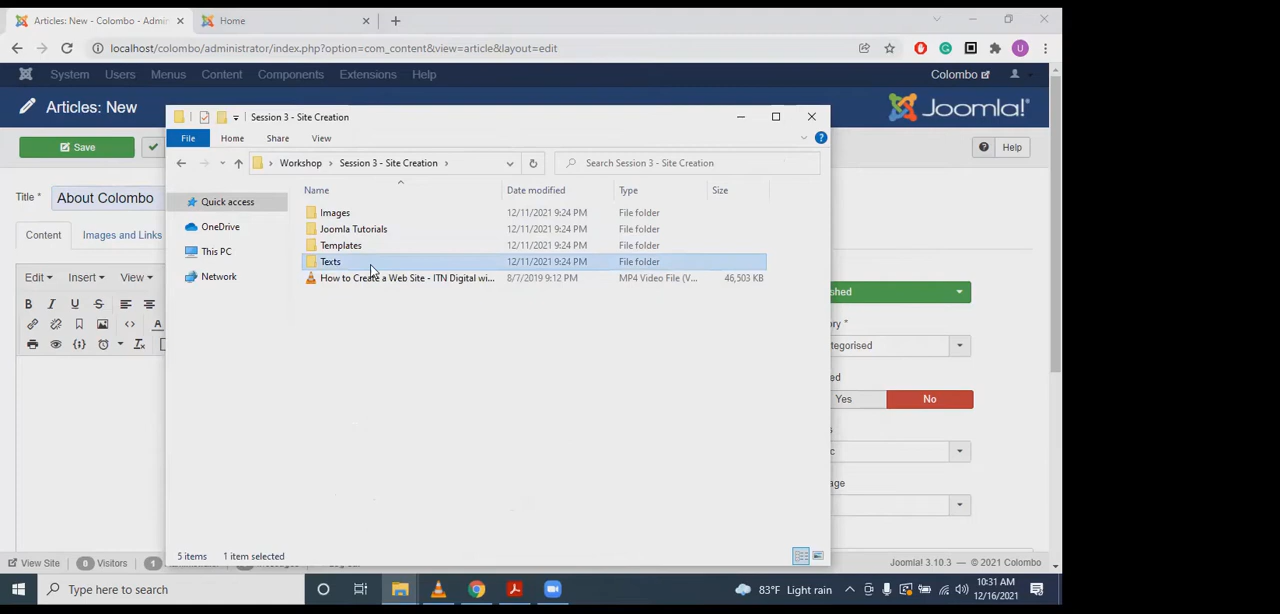 Articles: New - Colombo - Admi
Home
localhost/colombo/administrator/index.php?option=com_content&view=article&layout=edit
U
System Users Menus Content Components Extensions Help
Colombo
Articles: New
Joomla!
Save
Help
Title * About Colombo
Content Images and Links
Edit Insert View
Session 3 - Site Creation
File Home Share View
Workshop Session 3 - Site Creation
Search Session 3 - Site Creation
Quick access
OneDrive
This PC
Network
Name Date modified Type Size
Images 12/11/2021 9:24 PM File folder
Joomla Tutorials 12/11/2021 9:24 PM File folder
Templates 12/11/2021 9:24 PM File folder
Texts 12/11/2021 9:24 PM File folder
How to Create a Web Site - ITN Digital wi... 8/7/2019 9:12 PM MP4 Video File (V... 46,503 KB
5 items 1 item selected
shed
ory *
tegorised
ed
Yes No
s
c
age
View Site 0 Visitors 1
Joomla! 3.10.3 — © 2021 Colombo
Type here to search
83°F Light rain
10:31 AM
12/16/2021